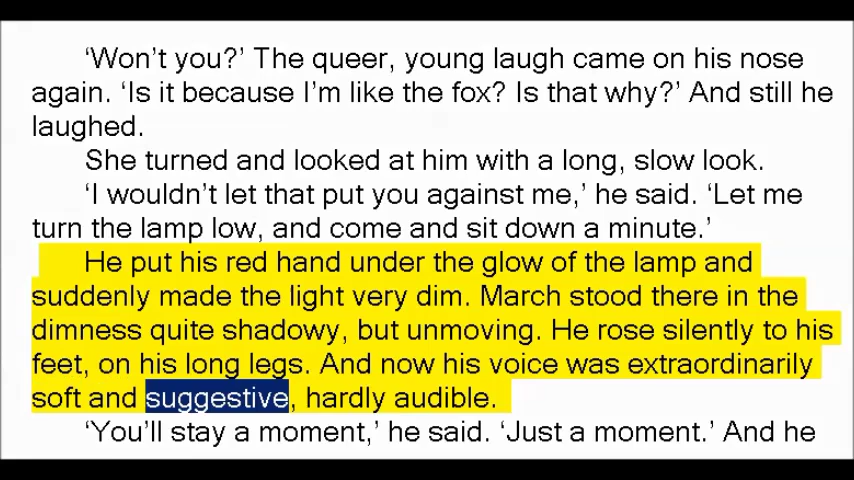 ‘Won’t you?’ The queer, young laugh came on his nose
again. ‘Is it because I’m like the fox? Is that why?’ And still he
laughed.
She turned and looked at him with a long, slow look.
‘I wouldn’t let that put you against me,’ he said. ‘Let me
turn the lamp low, and come and sit down a minute.’
He put his red hand under the glow of the lamp and
suddenly made the light very dim. March stood there in the
dimness quite shadowy, but unmoving. He rose silently to his
feet, on his long legs. And now his voice was extraordinarily
soft and suggestive, hardly audible.
‘You’ll stay a moment,’ he said. ‘Just a moment.’ And he